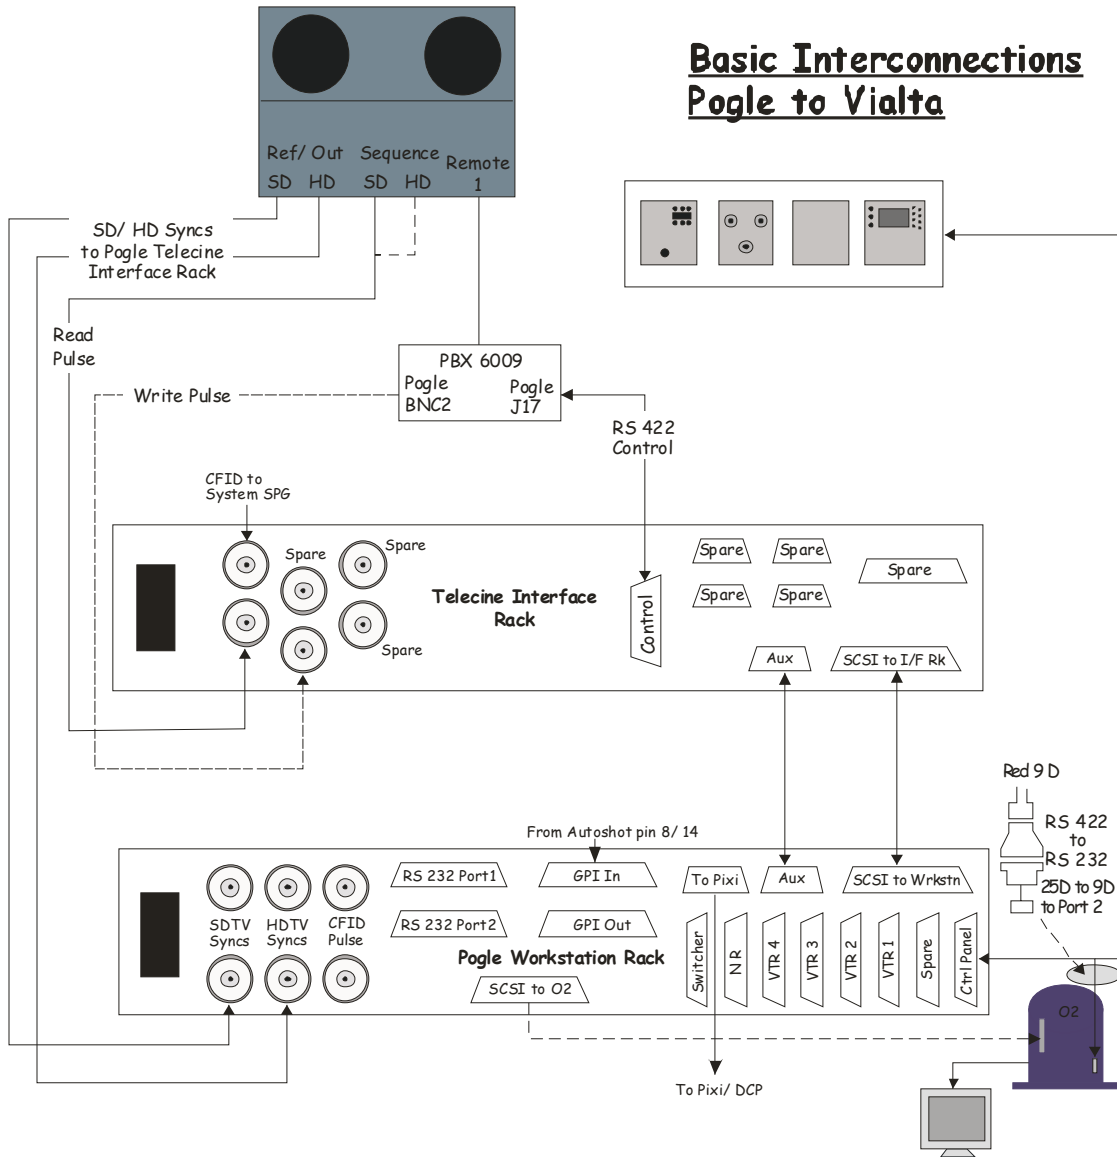 Basic Interconnections
Pogle to Vialta
Ref/ Out
Sequence
Remote
SD
HD
SD
HD
1
SD/ HD Syncs
to Pogle Telecine
Interface Rack
Read
Pulse
PBX 6009
Pogle
BNC2
Pogle
J17
Write Pulse
RS 422
Control
CFID to
System SPG
Spare
Spare
Spare
Telecine Interface
Rack
Control
Spare
Spare
Spare
Spare
Spare
Aux
SCSI to I/F Rk
Red 9 D
RS 422
to
RS 232
25D to 9D
to Port 2
From Autoshot pin 8/ 14
RS 232 Port1
GPI In
To Pixi
Aux
SCSI to Wrkstn
SDTV
Syncs
HDTV
Syncs
CFID
Pulse
RS 232 Port2
GPI Out
Pogle Workstation Rack
SCSI to O2
Switcher
NR
VTR 4
VTR 3
VTR 2
VTR 1
Spare
Ctrl Panel
O2
To Pixi/ DCP